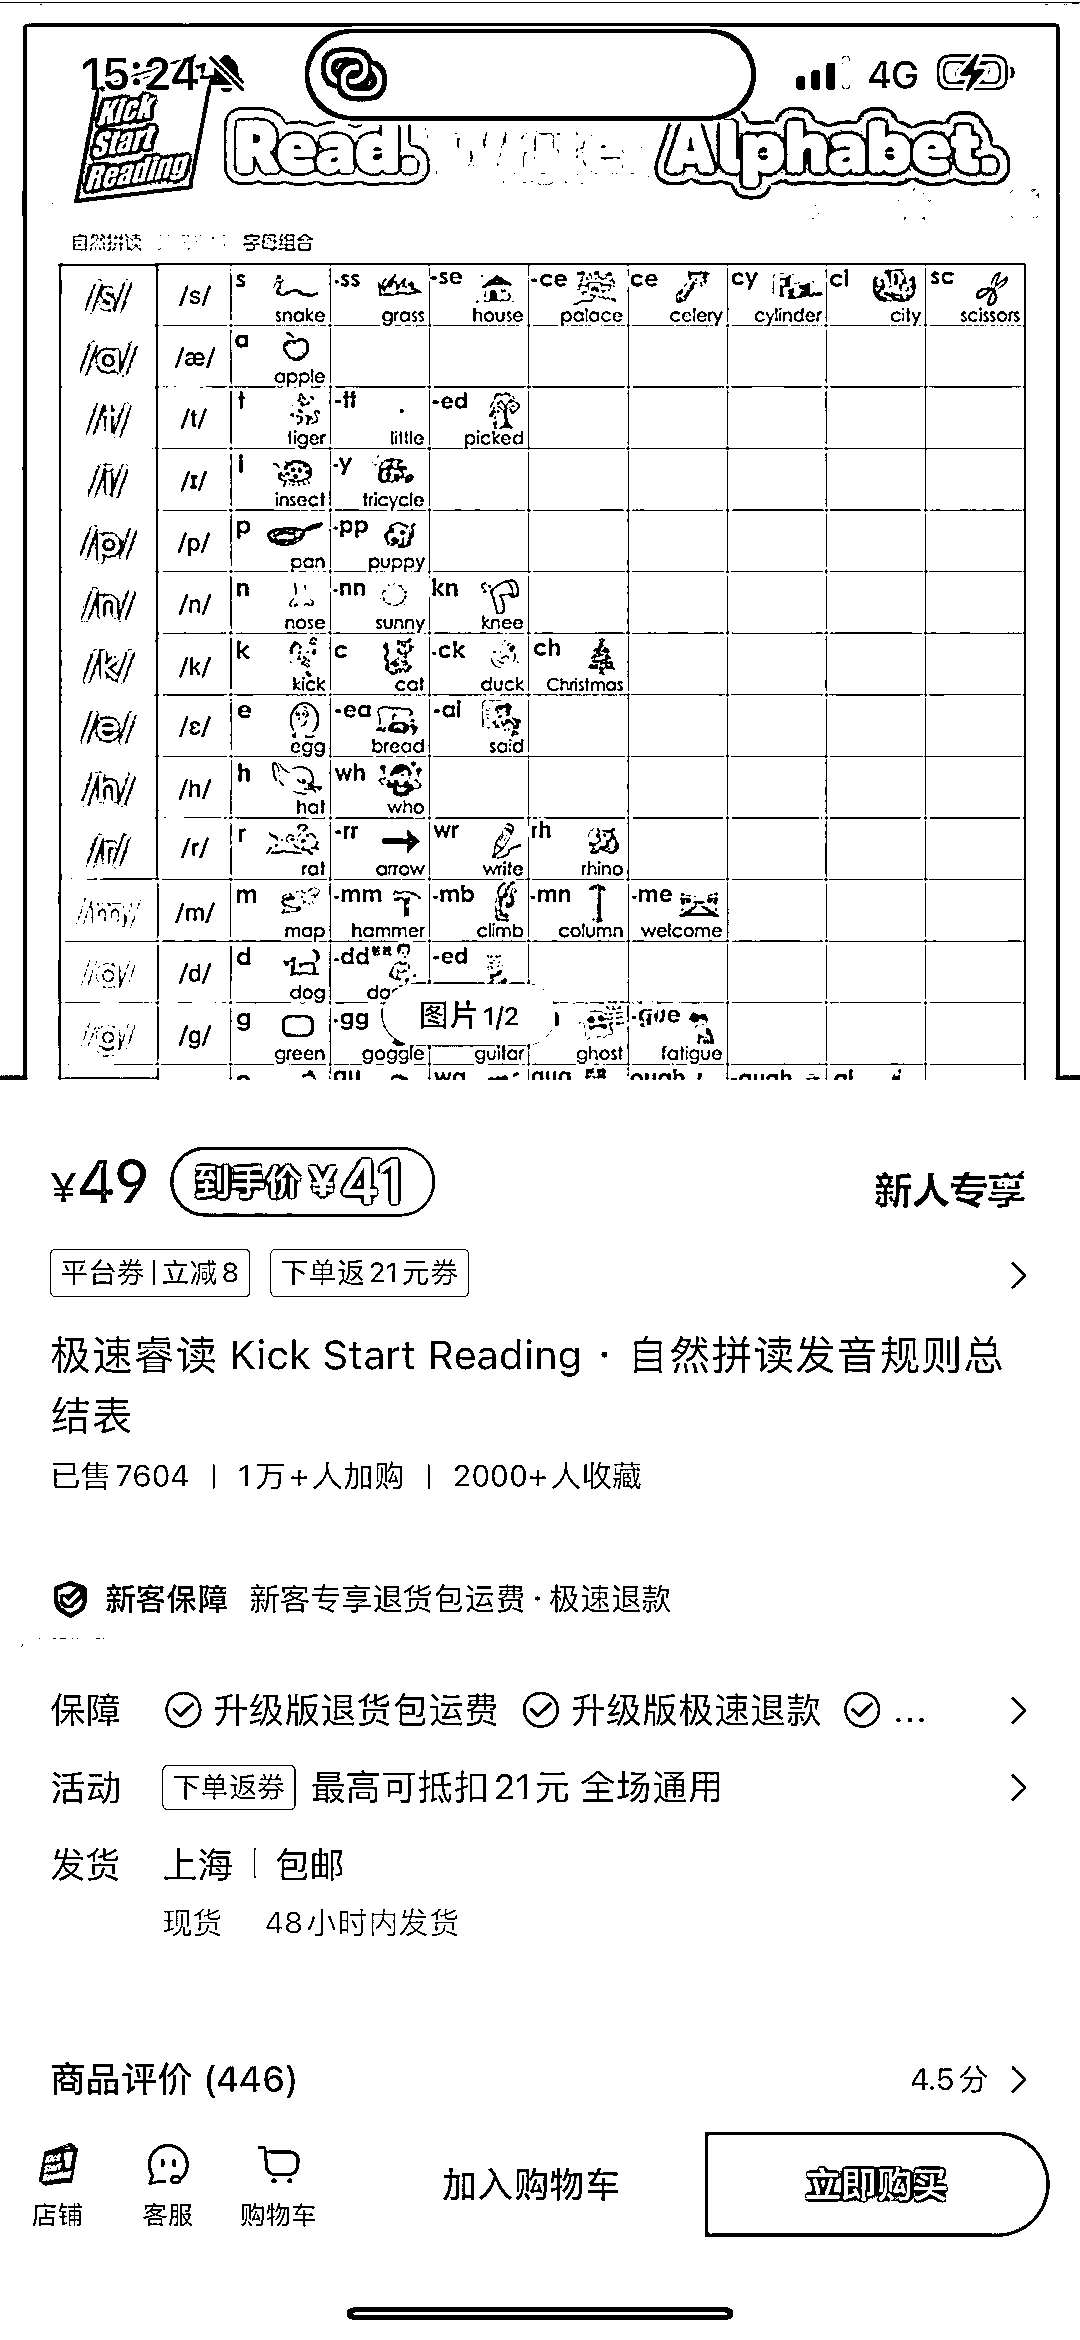 15:24
4G
Kick
Start
Reading
Read. Write Alphabet.
自然拼读 字母组合
//s// /s/ s snake -ss grass -se house -ce palace ce celery cy cylinder ci city sc scissors
//a// /æ/ a apple
//t// /t/ t tiger -tt little -ed picked
//i// /ɪ/ i insect -y tricycle
//p// /p/ p pan -pp puppy
//n// /n/ n nose -nn sunny kn knee
//k// /k/ k kick c cat -ck duck ch Christmas
//e// /ɛ/ e egg -ea bread -ai said
//h// /h/ h hat wh who
//r// /r/ r rat -rr arrow wr write rh rhino
//m// /m/ m map -mm hammer -mb climb -mn column -me welcome
/d/ d dog -dd -ed
//g// /g/ g green -gg goggle guitar ghost -gue fatigue
图片 1/2
qu wa qua ough -augh al
¥49 到手价 ¥41 新人专享
平台券|立减8 下单返21元券
极速睿读 Kick Start Reading · 自然拼读发音规则总
结表
已售7604 | 1万+人加购 | 2000+人收藏
新客保障 新客专享退货包运费·极速退款
保障 升级版退货包运费 升级版极速退款 ...
活动 下单返券 最高可抵扣21元 全场通用
发货 上海 | 包邮
现货 48小时内发货
商品评价 (446) 4.5分
店铺 客服 购物车 加入购物车 立即购买